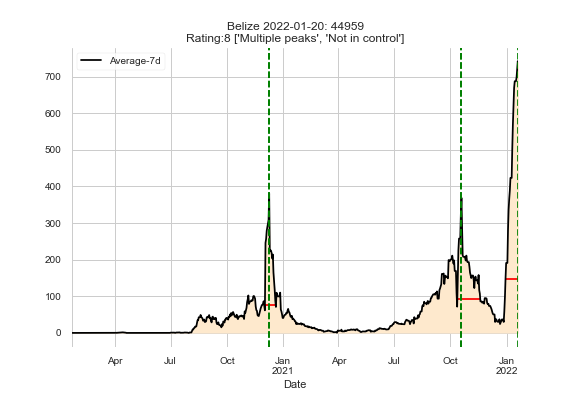 Belize 2022-01-20: 44959
Rating:8 ['Multiple peaks', 'Not in control']
Average-7d
700
600
500
400
300
200
100
0
Apr Jul Oct Jan Apr Jul Oct Jan
2021 2022
Date